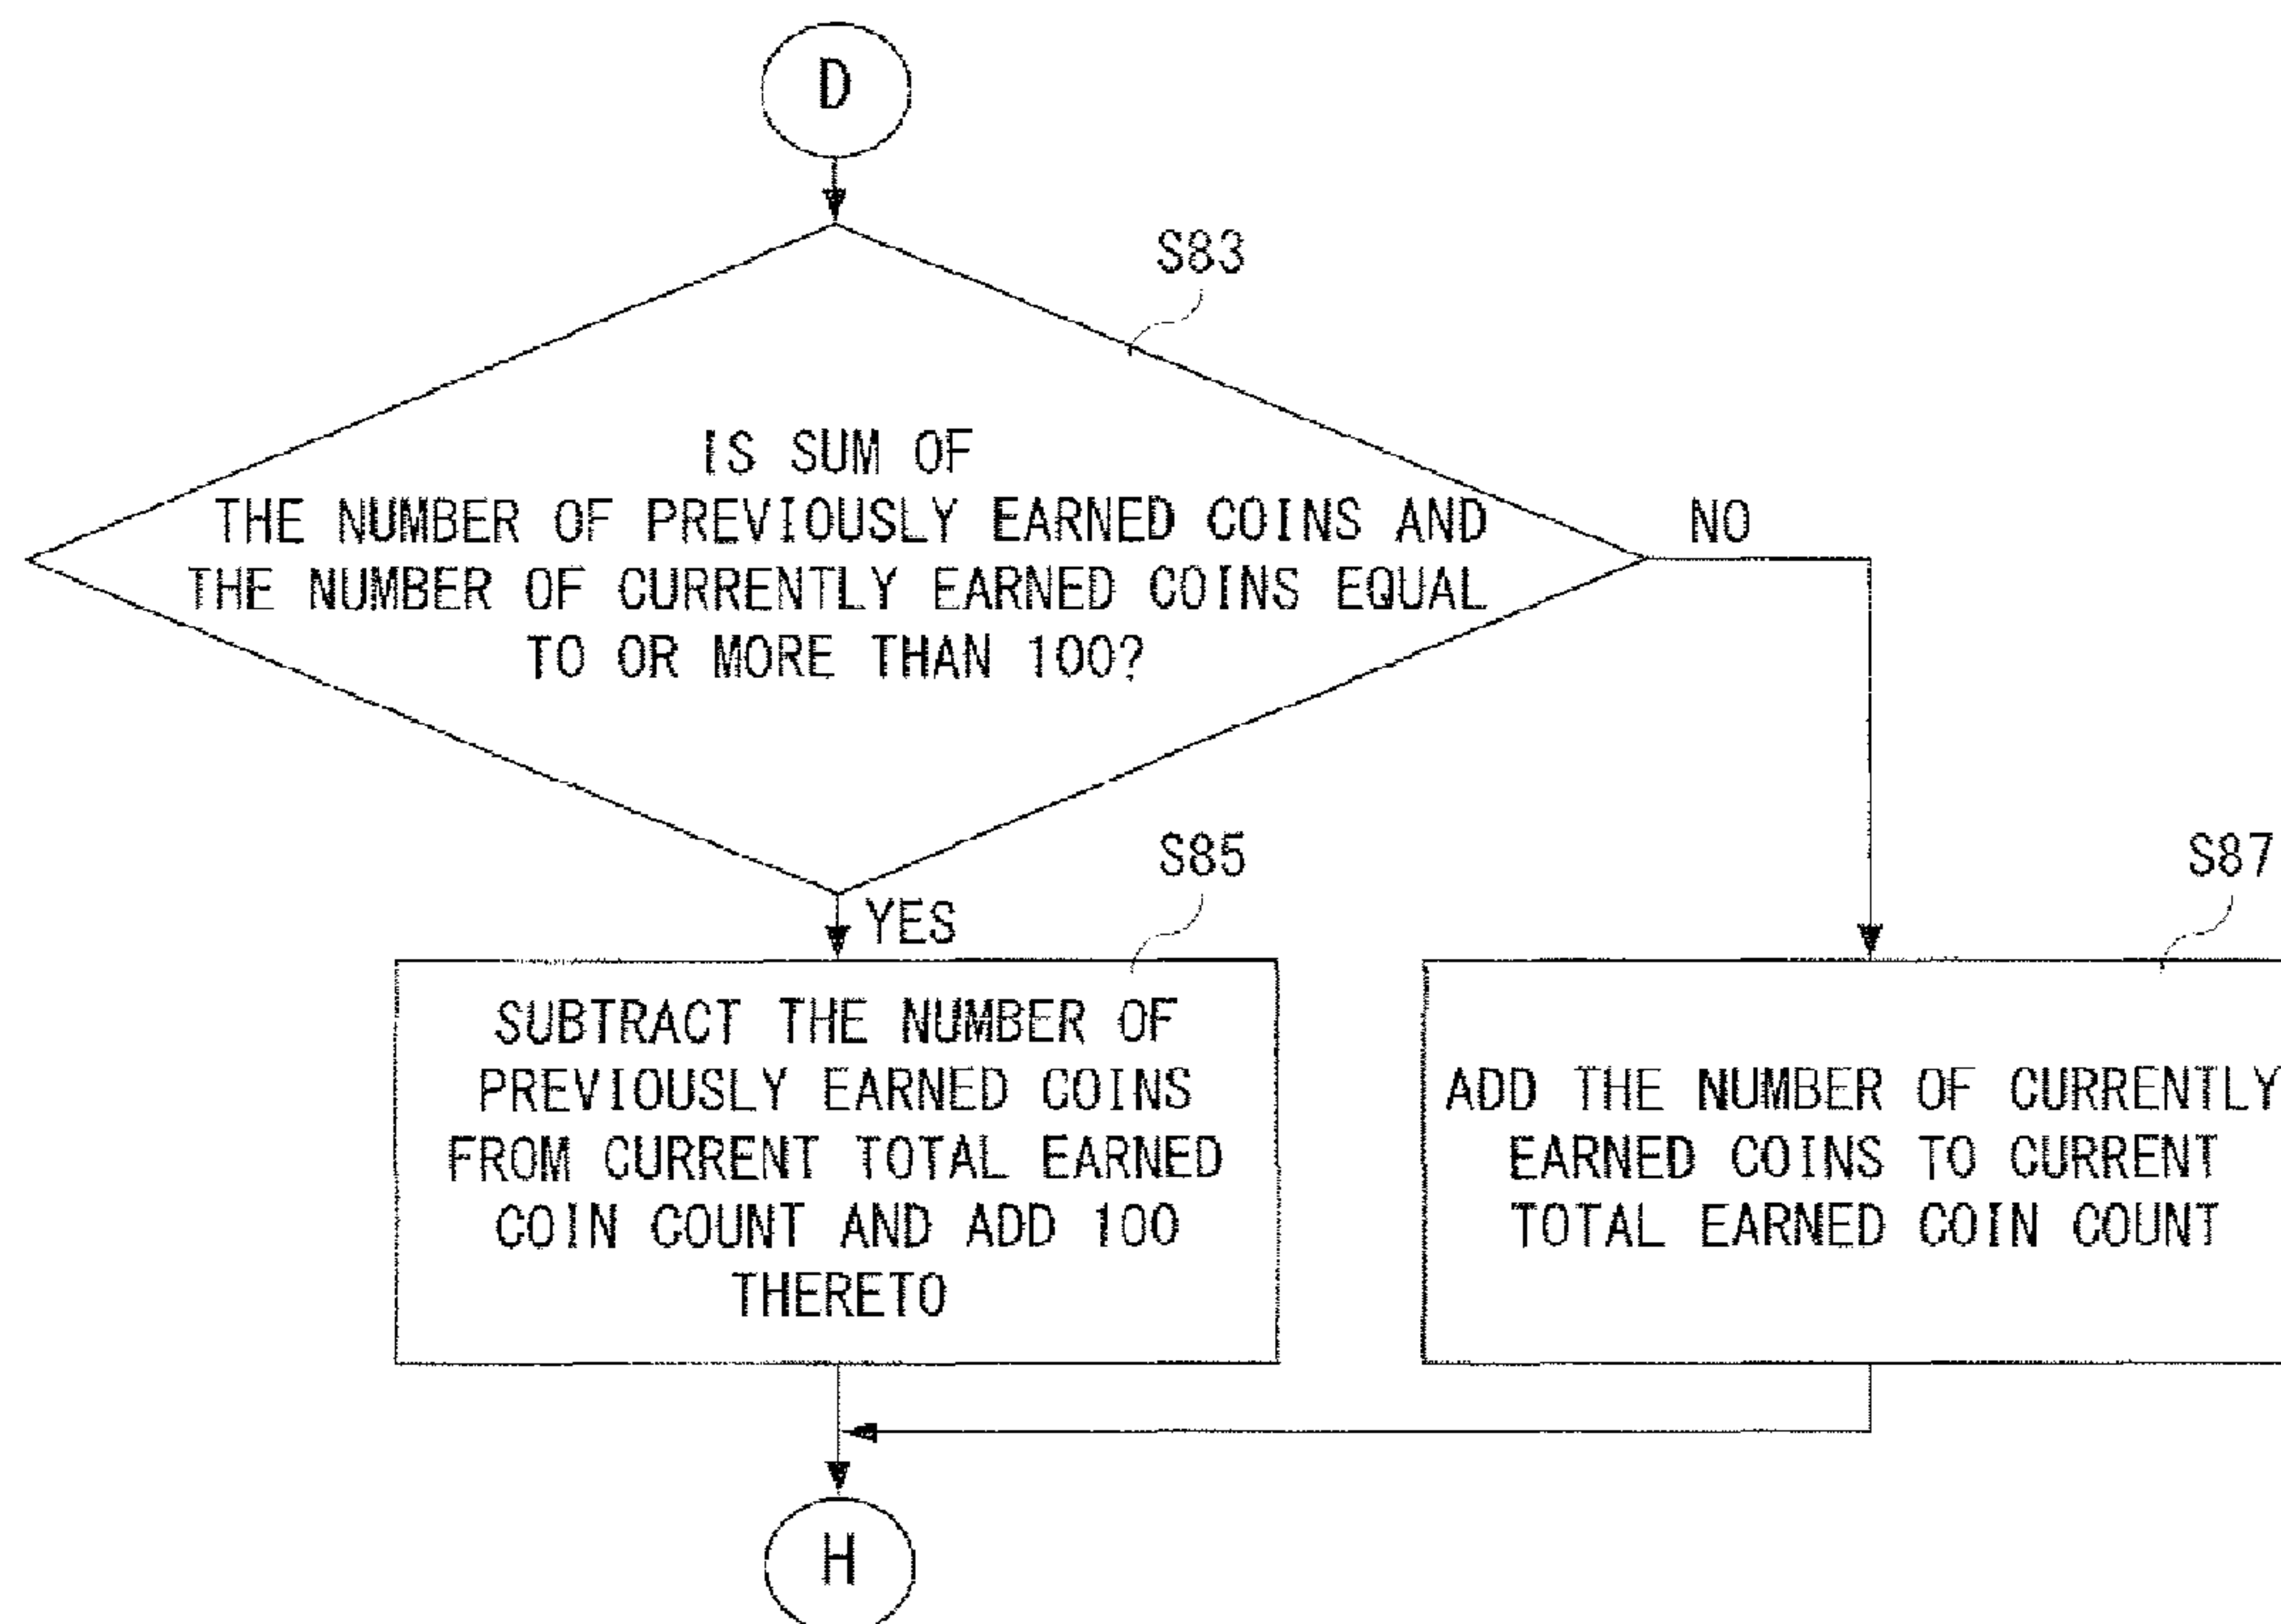 D
S83
IS SUM OF
THE NUMBER OF PREVIOUSLY EARNED COINS AND
THE NUMBER OF CURRENTLY EARNED COINS EQUAL
TO OR MORE THAN 100?
NO
YES
S85
SUBTRACT THE NUMBER OF
PREVIOUSLY EARNED COINS
FROM CURRENT TOTAL EARNED
COIN COUNT AND ADD 100
THERETO
S87
ADD THE NUMBER OF CURRENTLY
EARNED COINS TO CURRENT
TOTAL EARNED COIN COUNT
H